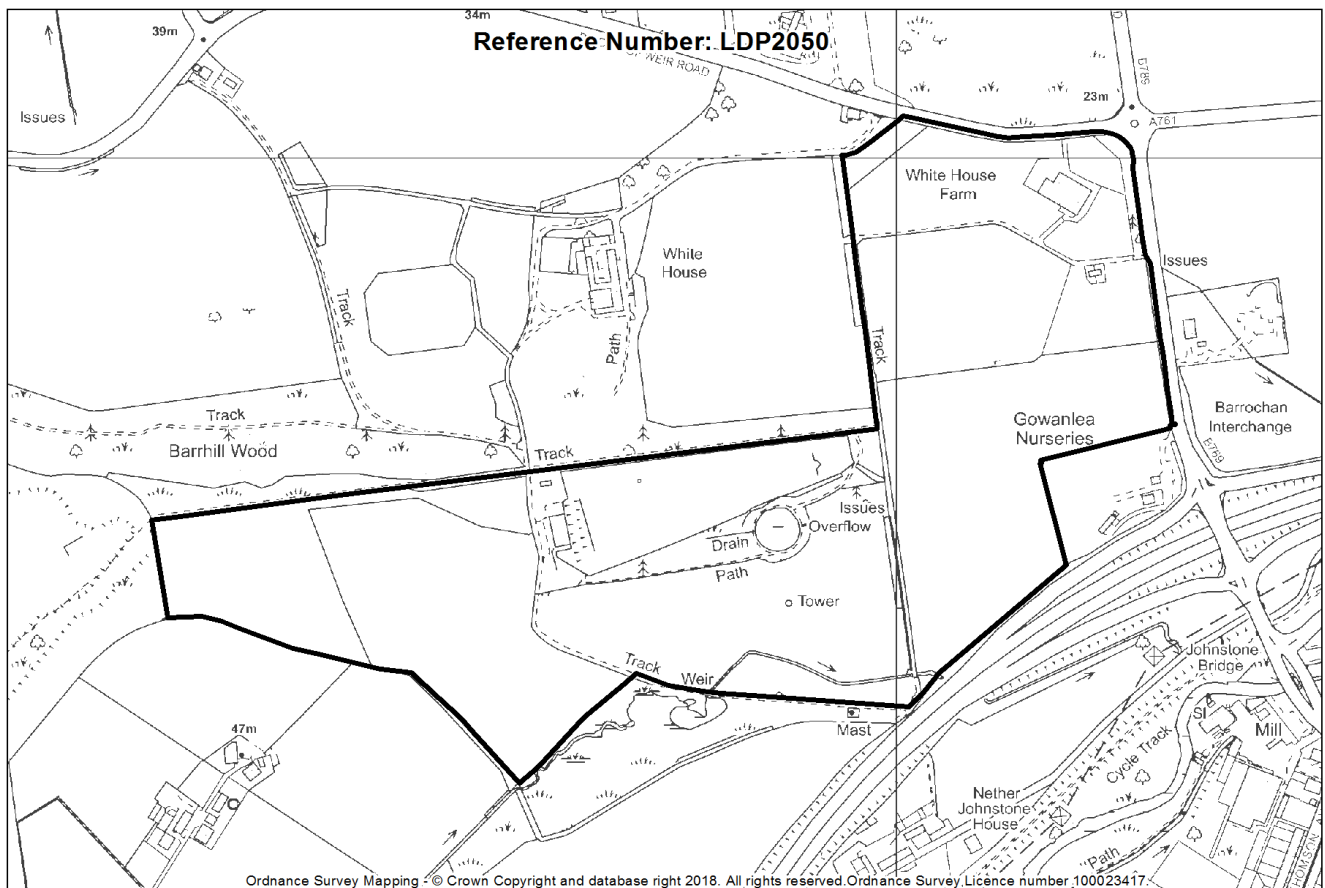 34m
39m
Reference Number: LDP2050
WEIR ROAD
B789
23m
A761
Issues
White House
Farm
White
House
Issues
Track
Path
Track
Track
Barrhill Wood
Track
Gowanlea
Nurseries
Barrochan
Interchange
B789
Issues
Overflow
Drain
Path
Tower
Track
Weir
Johnstone
Bridge
Mast
Sl
Mill
47m
Cycle Track
Nether
Johnstone
House
Path
Ordnance Survey Mapping - © Crown Copyright and database right 2018. All rights reserved.Ordnance Survey,Licence number 100023417.